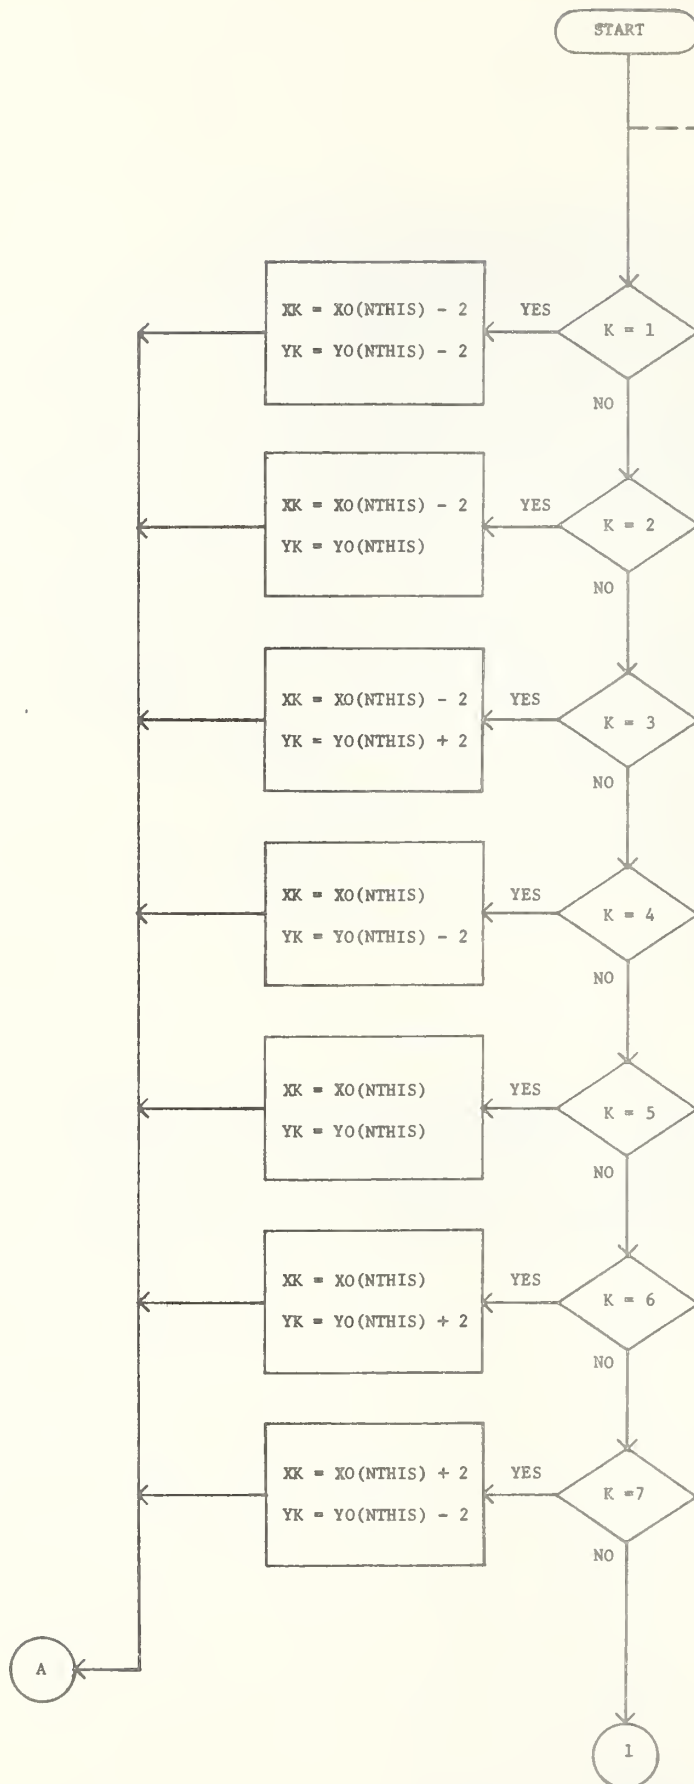 START
XK = XO(NTHIS) - 2
YK = YO(NTHIS) - 2
YES
K = 1
NO
XK = XO(NTHIS) - 2
YK = YO(NTHIS)
YES
K = 2
NO
XK = XO(NTHIS) - 2
YK = YO(NTHIS) + 2
YES
K = 3
NO
XK = XO(NTHIS)
YK = YO(NTHIS) - 2
YES
K = 4
NO
XK = XO(NTHIS)
YK = YO(NTHIS)
YES
K = 5
NO
XK = XO(NTHIS)
YK = YO(NTHIS) + 2
YES
K = 6
NO
XK = XO(NTHIS) + 2
YK = YO(NTHIS) - 2
YES
K =7
NO
A
1